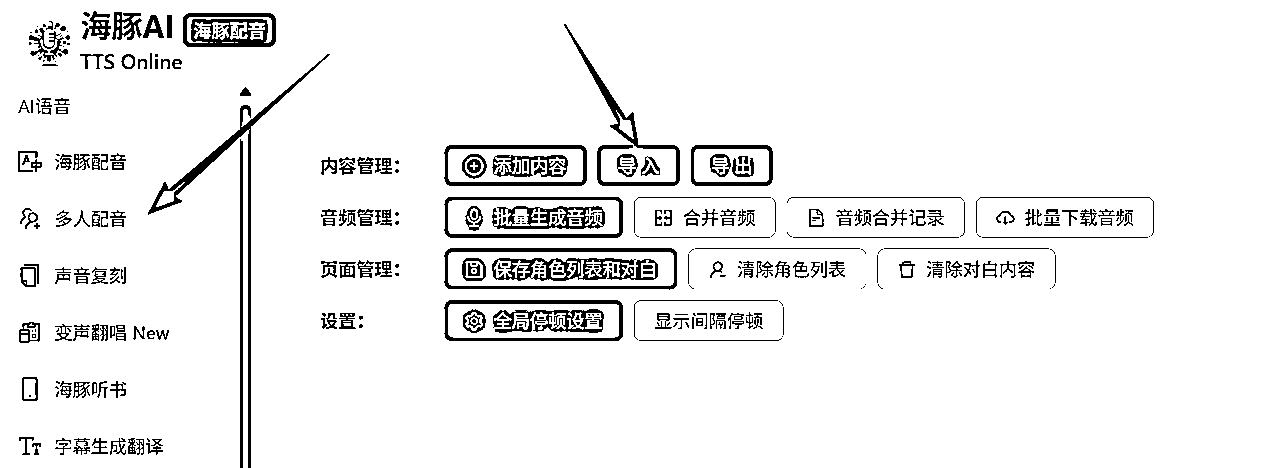 海豚AI 海豚配音
TTS Online
AI语音
海豚配音
多人配音
声音复刻
变声翻唱 New
海豚听书
字幕生成翻译
内容管理： 添加内容 导入 导出
音频管理： 批量生成音频 合并音频 音频合并记录 批量下载音频
页面管理： 保存角色列表和对白 清除角色列表 清除对白内容
设置： 全局停顿设置 显示间隔停顿